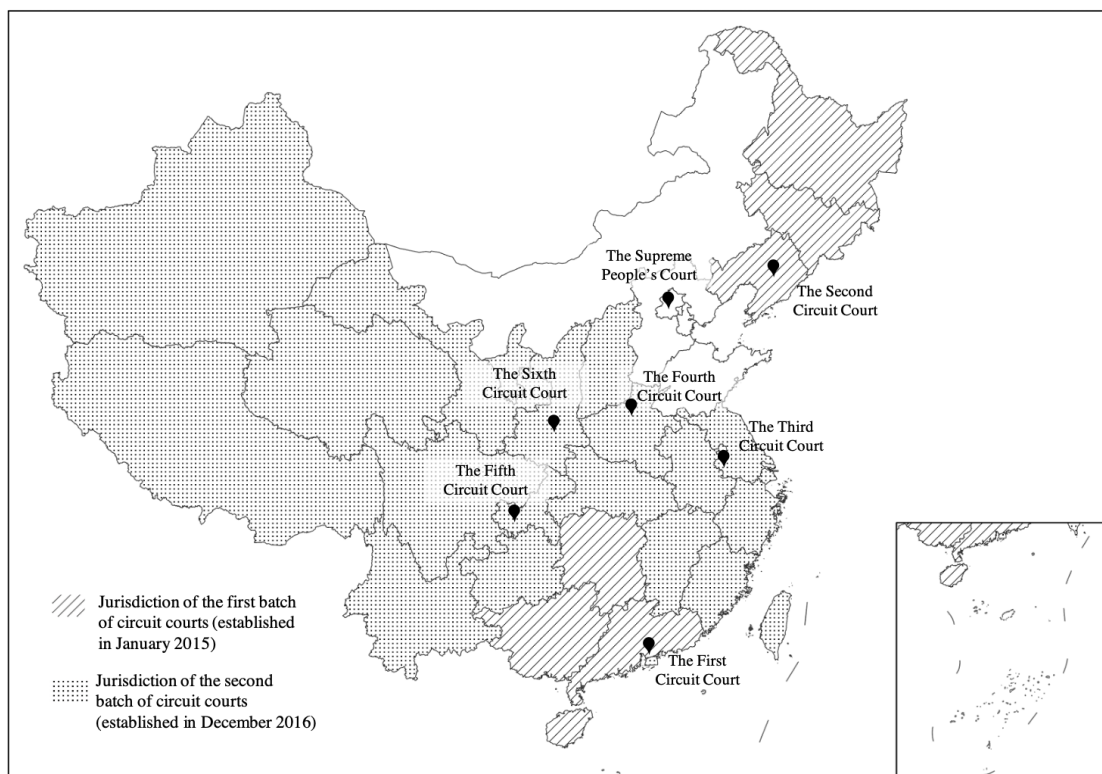 The Supreme
People's Court
The Second
Circuit Court
The Sixth
Circuit Court
The Fourth
Circuit Court
The Third
Circuit Court
The Fifth
Circuit Court
The First
Circuit Court
Jurisdiction of the first batch
of circuit courts (established
in January 2015)
Jurisdiction of the second
batch of circuit courts
(established in December 2016)